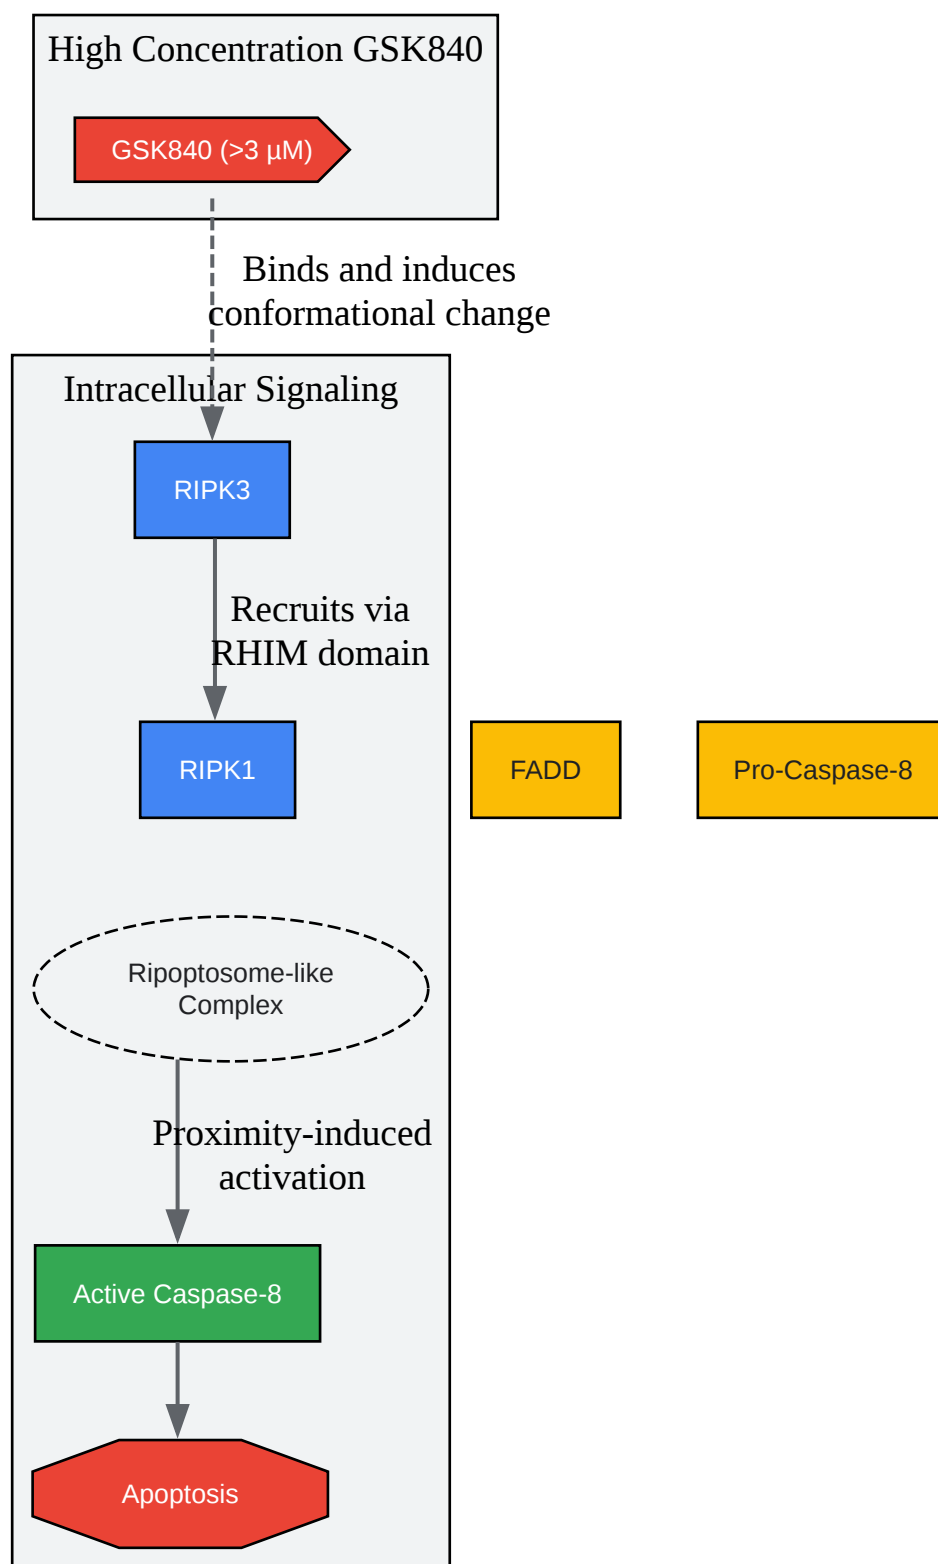 High Concentration GSK840
GSK840 (>3 µM)
Binds and induces
conformational change
Intracellular Signaling
RIPK3
Recruits via
RHIM domain
RIPK1
FADD
Pro-Caspase-8
Ripoptosome-like
Complex
Proximity-induced
activation
Active Caspase-8
Apoptosis